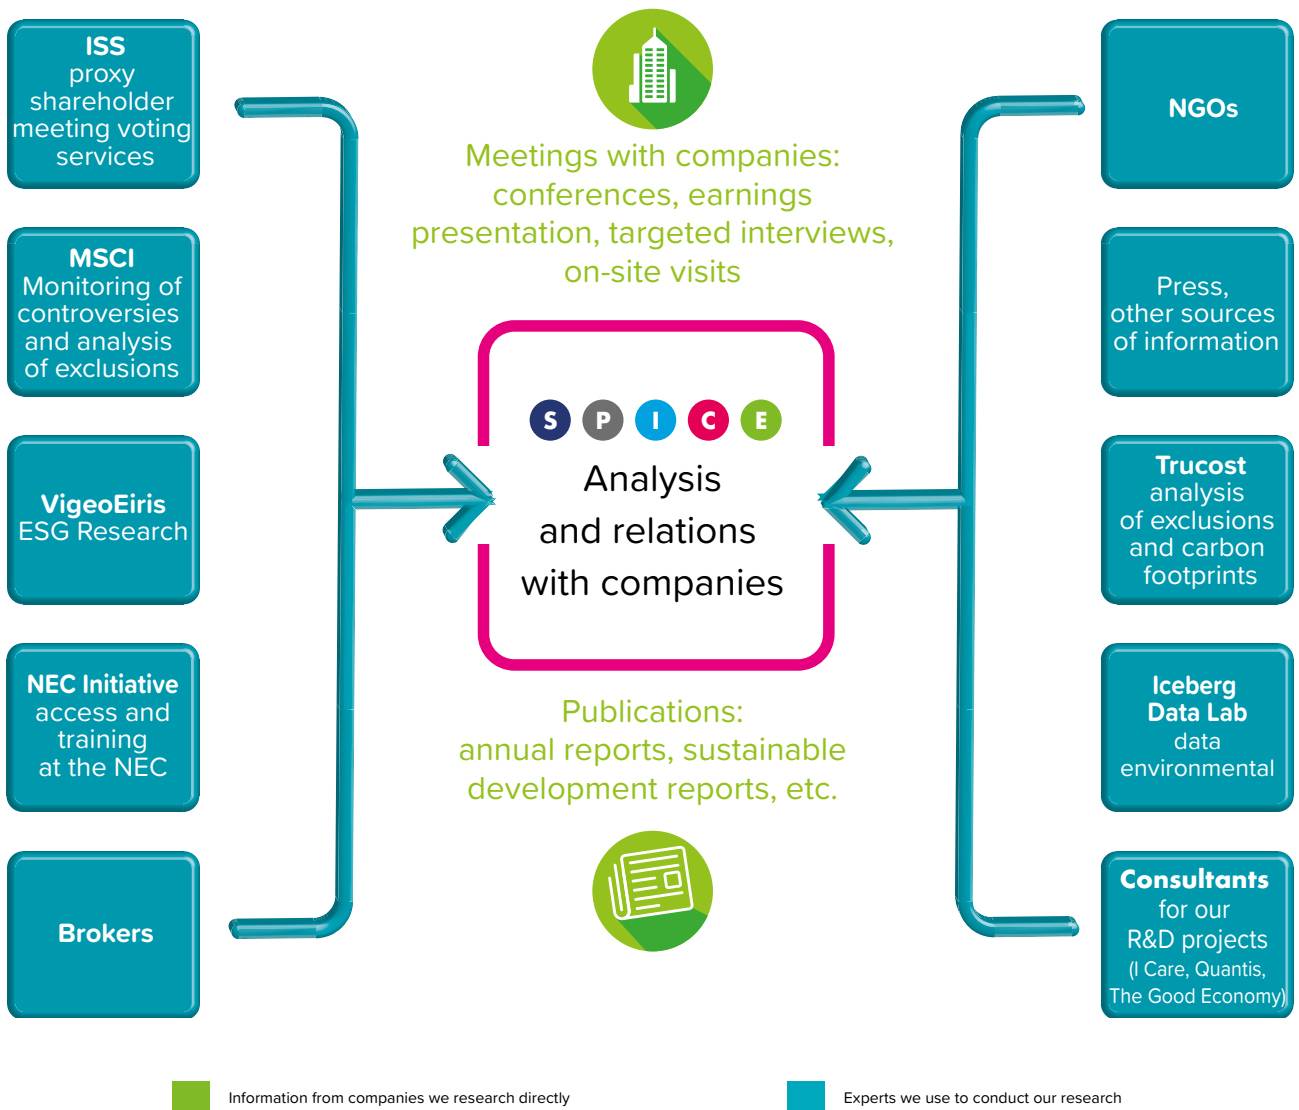 ISS
proxy
shareholder
meeting voting
services
MSCI
Monitoring of
controversies
and analysis
of exclusions
VigeoEiris
ESG Research
NEC Initiative
access and
training
at the NEC
Brokers
Meetings with companies:
conferences, earnings
presentation, targeted interviews,
on-site visits
S P I C E
Analysis
and relations
with companies
Publications:
annual reports, sustainable
development reports, etc.
NGOs
Press,
other sources
of information
Trucost
analysis
of exclusions
and carbon
footprints
Iceberg
Data Lab
data
environmental
Consultants
for our
R&D projects
(I Care, Quantis,
The Good Economy)
Information from companies we research directly
Experts we use to conduct our research